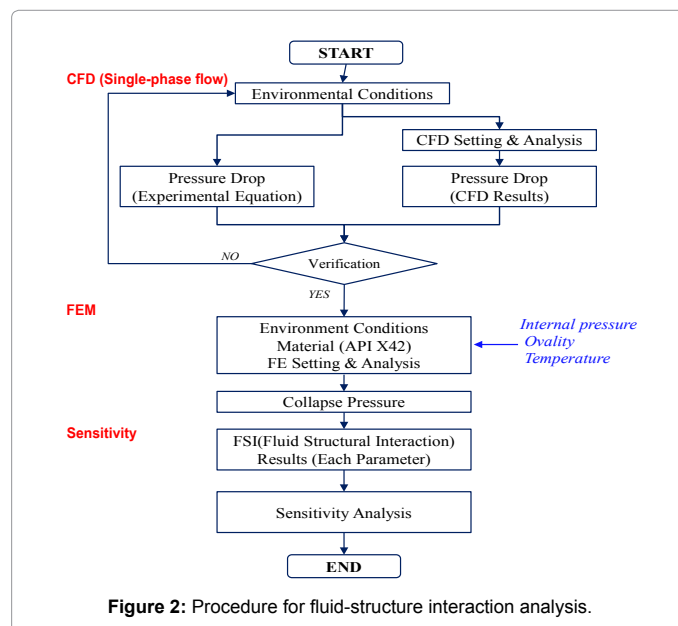 START
CFD (Single-phase flow)
Environmental Conditions
CFD Setting & Analysis
Pressure Drop
(Experimental Equation)
Pressure Drop
(CFD Results)
NO
Verification
YES
FEM
Environment Conditions
Material (API X42)
FE Setting & Analysis
Internal pressure
Ovality
Temperature
Collapse Pressure
Sensitivity
FSI(Fluid Structural Interaction)
Results (Each Parameter)
Sensitivity Analysis
END
Figure 2: Procedure for fluid-structure interaction analysis.